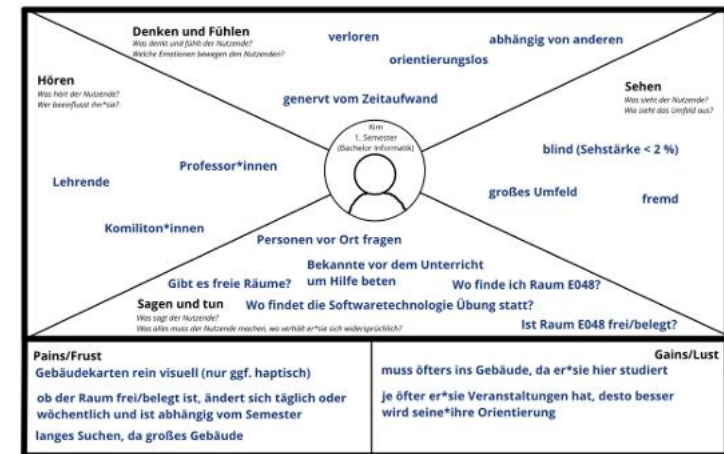 Denken und Fühlen
Was denkt und fühlt der Nutzende?
Welche Emotionen bewegen den Nutzenden?
verloren
abhängig von anderen
orientierungslos
genervt vom Zeitaufwand
Hören
Was hört der Nutzende?
Wer beeinflusst ihn*sie?
Professor*innen
Lehrende
Komiliton*innen
Kim
1. Semester
(Bachelor Informatik)
Sehen
Was sieht der Nutzende?
Wie sieht das Umfeld aus?
blind (Sehstärke < 2 %)
großes Umfeld
fremd
Personen vor Ort fragen
Bekannte vor dem Unterricht
um Hilfe beten
Gibt es freie Räume?
Wo finde ich Raum E048?
Sagen und tun
Wo findet die Softwaretechnologie Übung statt?
Was sagt der Nutzende?
Was alles muss der Nutzende machen, wo verhält er*sie sich widersprüchlich?
Ist Raum E048 frei/belegt?
Pains/Frust
Gebäudekarten rein visuell (nur ggf. haptisch)
ob der Raum frei/belegt ist, ändert sich täglich oder
wöchentlich und ist abhängig vom Semester
langes Suchen, da großes Gebäude
Gains/Lust
muss öfters ins Gebäude, da er*sie hier studiert
je öfter er*sie Veranstaltungen hat, desto besser
wird seine*ihre Orientierung